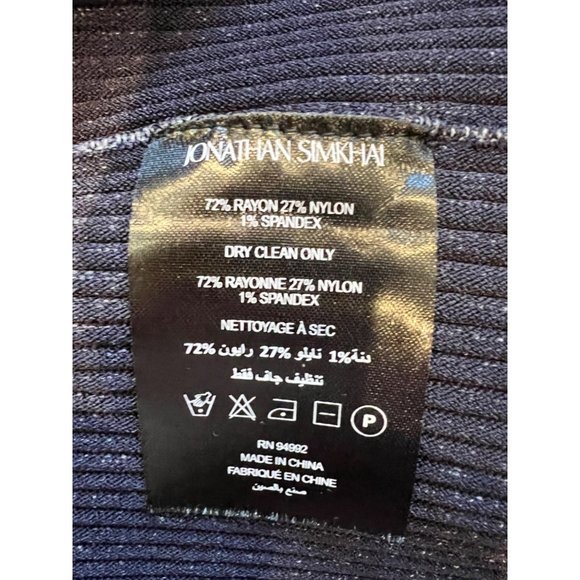 JONATHAN SIMKHAI
72% RAYON 27% NYLON
1% SPANDEX
DRY CLEAN ONLY
72% RAYONNE 27% NYLON
1% SPANDEX
NETTOYAGE À SEC
72% رايون 27% نايلو 1%
تنظيف جاف فقط
P
RN 94992
MADE IN CHINA
FABRIQUÉ EN CHINE
صنع بالصين